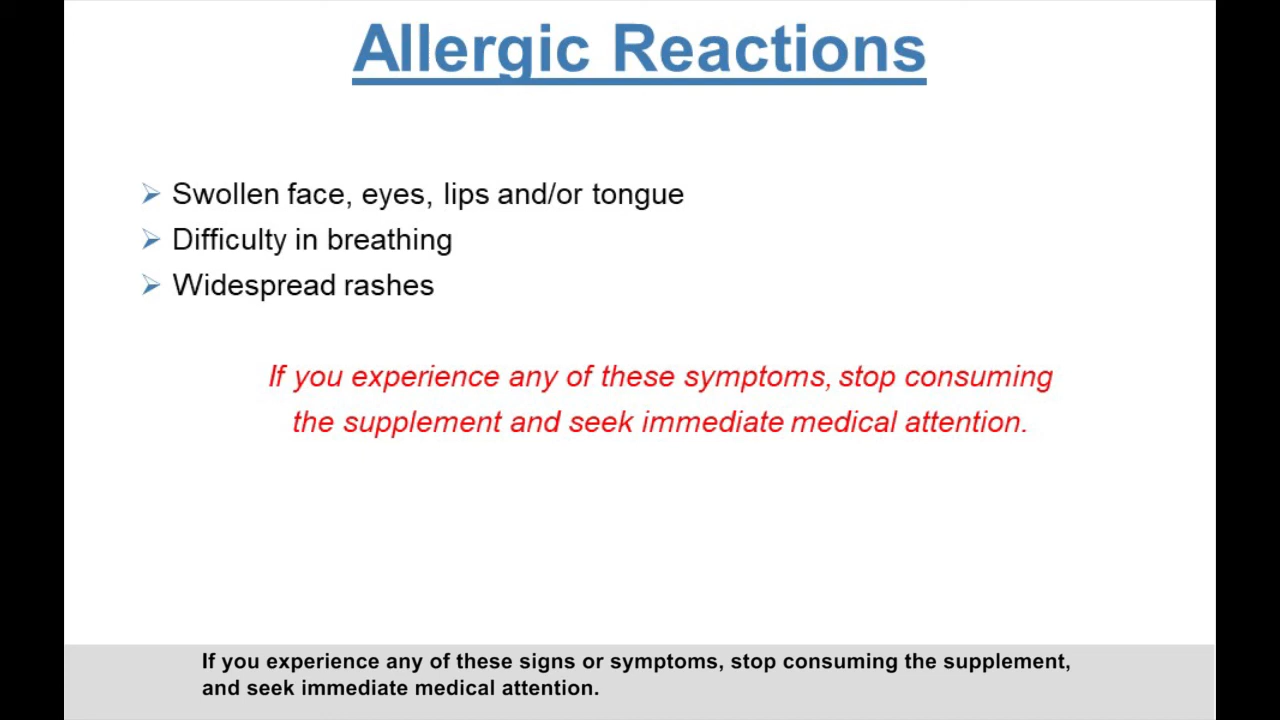 Allergic Reactions
Swollen face, eyes, lips and/or tongue
Difficulty in breathing
Widespread rashes
If you experience any of these symptoms, stop consuming
the supplement and seek immediate medical attention.
If you experience any of these signs or symptoms, stop consuming the supplement,
and seek immediate medical attention.